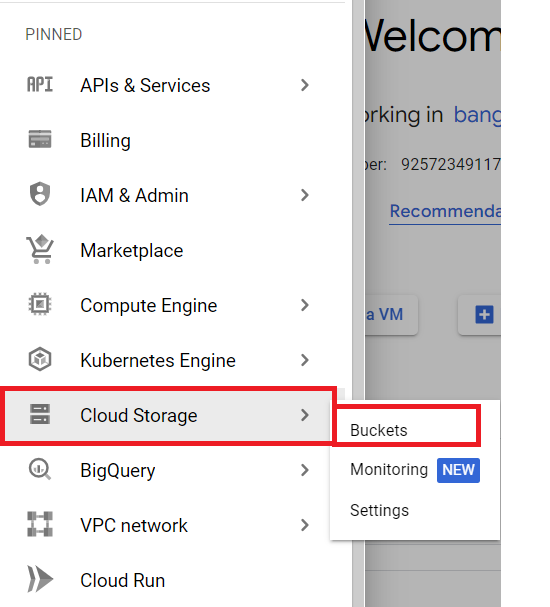 PINNED
API APIs & Services
Billing
IAM & Admin
Marketplace
Compute Engine
Kubernetes Engine
Cloud Storage
BigQuery
VPC network
Cloud Run
Welcom
orking in bang
ber: 92572349117
Recommenda
a VM
Buckets
Monitoring NEW
Settings